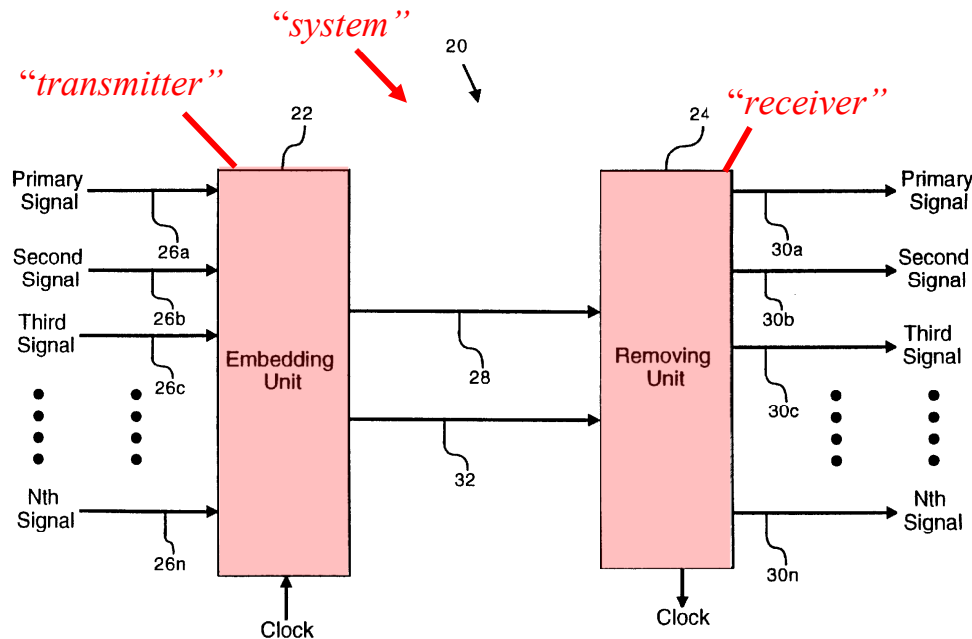 “system”
20
“transmitter”
“receiver”
22
24
Primary
Signal
26a
Second
Signal
26b
Third
Signal
26c
Nth
Signal
26n
Embedding
Unit
Clock
28
32
Removing
Unit
Clock
30a
Primary
Signal
30b
Second
Signal
30c
Third
Signal
30n
Nth
Signal